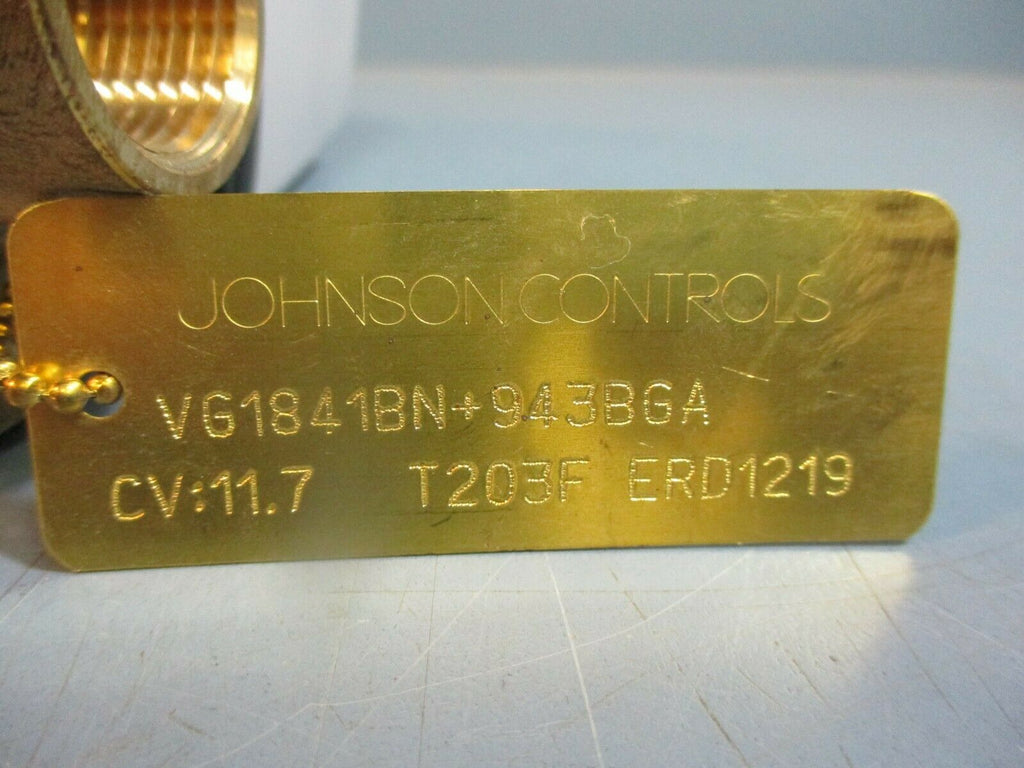 JOHNSON CONTROLS
VG1841BN+943BGA
CV:11.7 T203F ERD1219